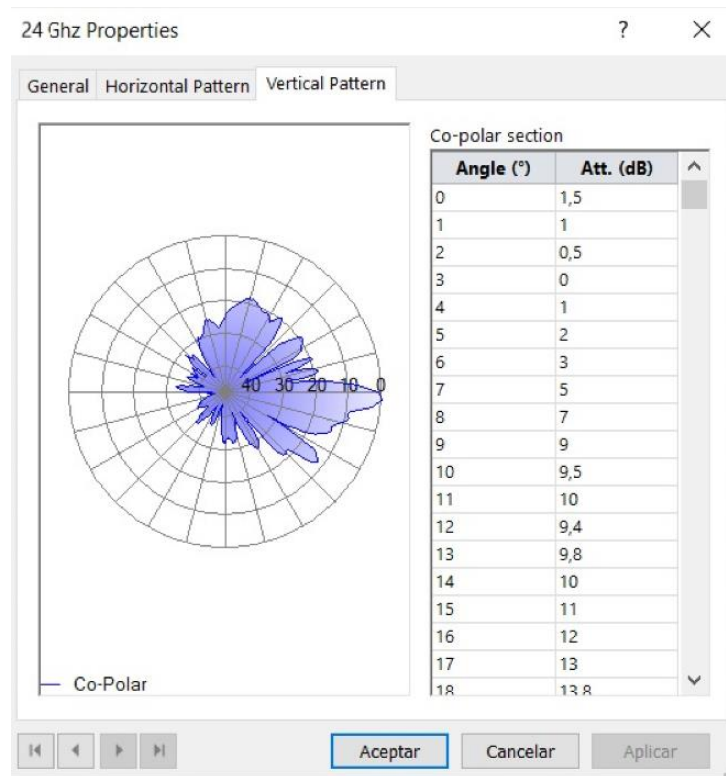 24 Ghz Properties ? ×
General Horizontal Pattern Vertical Pattern
Co-polar section
Angle (°) Att. (dB)
0 1,5
1 1
2 0,5
3 0
4 1
5 2
6 3
7 5
8 7
9 9
10 9,5
11 10
12 9,4
13 9,8
14 10
15 11
16 12
17 13
18 13,8
40 30 20 10 0
Co-Polar
Aceptar Cancelar Aplicar